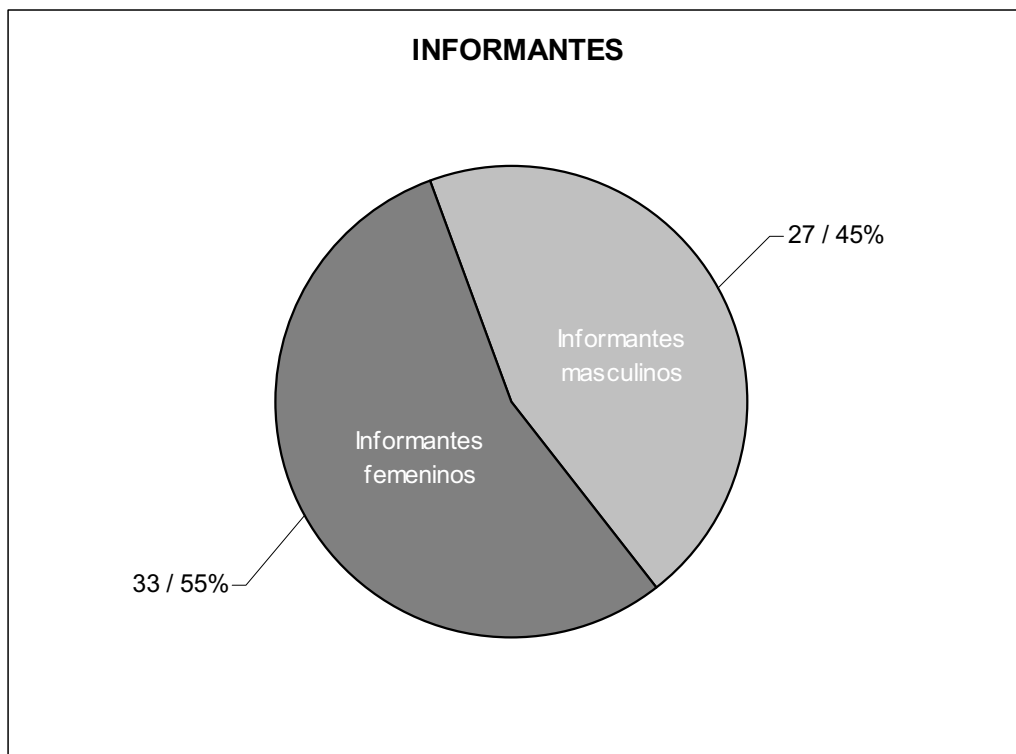 INFORMANTES
27 / 45%
Informantes
masculinos
Informantes
femeninos
33 / 55%